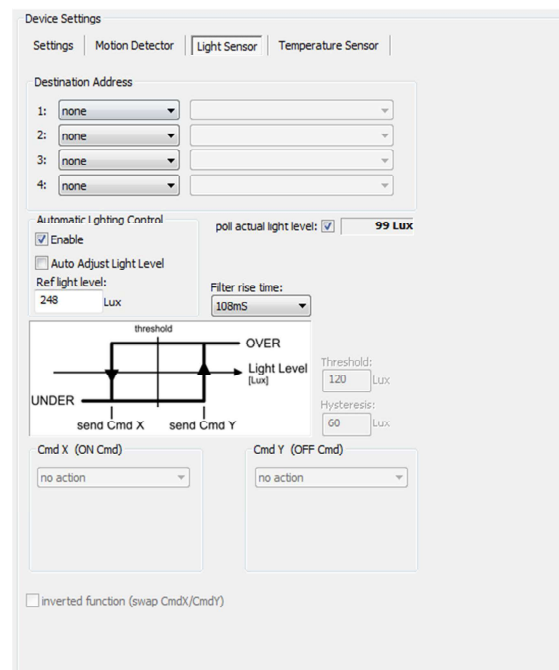 Device Settings
Settings Motion Detector Light Sensor Temperature Sensor
Destination Address
1: none
2: none
3: none
4: none
Automatic Lghting Control
poll actual light level: 99 Lux
Enable
Auto Adjust Light Level
Ref light level:
248 Lux
Filter rise time:
108mS
threshold
OVER
Light Level
[Lux]
UNDER
send Cmd X send Cmd Y
Threshold:
120 Lux
Hysteresis:
60 Lux
Cmd X (ON Cmd) Cmd Y (OFF Cmd)
no action no action
inverted function (swap CmdX/CmdY)